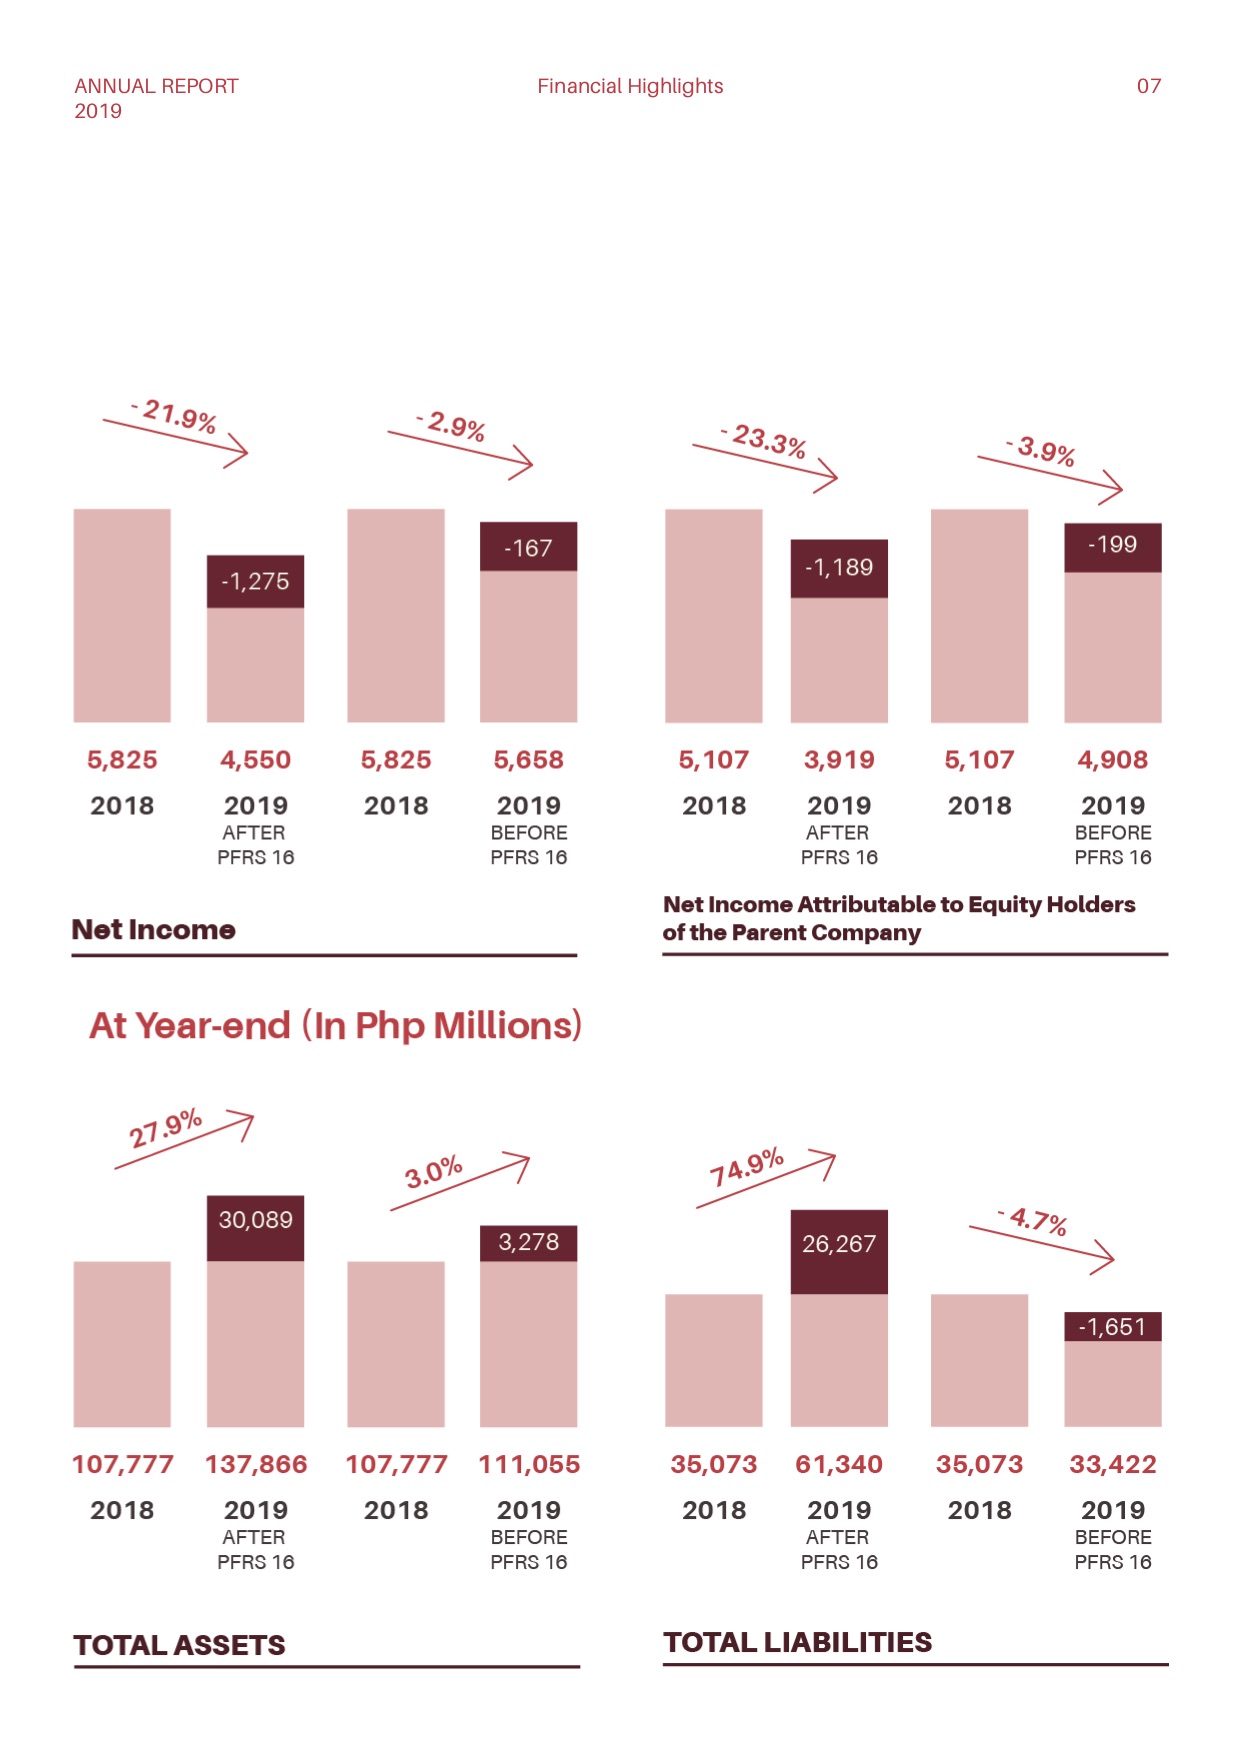 ANNUAL REPORT
2019
Financial Highlights
07
- 21.9%
- 2.9%
-1,275
-167
5,825
4,550
5,825
5,658
2018
2019
2018
2019
AFTER
BEFORE
PFRS 16
PFRS 16
Net Income
- 23.3%
- 3.9%
-1,189
-199
5,107
3,919
5,107
4,908
2018
2019
2018
2019
AFTER
BEFORE
PFRS 16
PFRS 16
Net Income Attributable to Equity Holders
of the Parent Company
At Year-end (In Php Millions)
27.9%
3.0%
30,089
3,278
107,777
137,866
107,777
111,055
2018
2019
2018
2019
AFTER
BEFORE
PFRS 16
PFRS 16
TOTAL ASSETS
74.9%
- 4.7%
26,267
-1,651
35,073
61,340
35,073
33,422
2018
2019
2018
2019
AFTER
BEFORE
PFRS 16
PFRS 16
TOTAL LIABILITIES